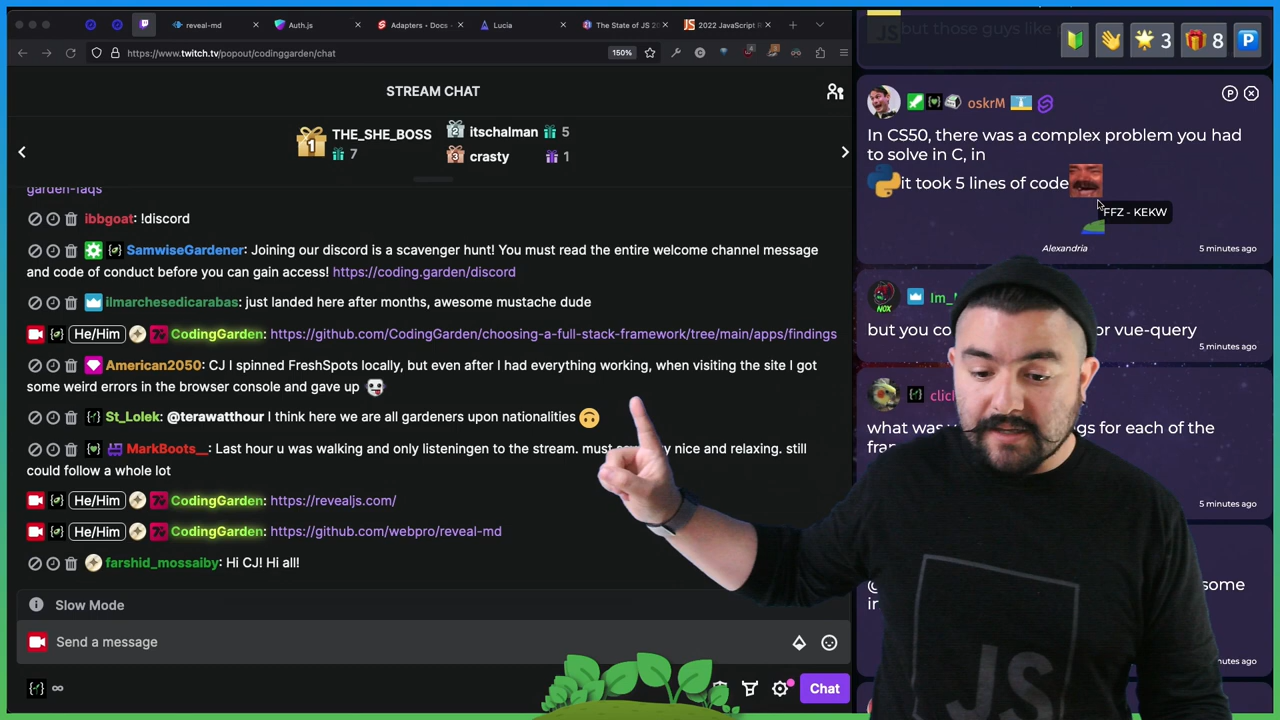 reveal-md
Auth.js
Adapters - Docs -
Lucia
The State of JS 20
2022 JavaScript R
https://www.twitch.tv/popout/codinggarden/chat
150%
STREAM CHAT
1 THE_SHE_BOSS
7
2 itschalman 5
3 crasty 1
garden-faqs
ibbgoat: !discord
SamwiseGardener: Joining our discord is a scavenger hunt! You must read the entire welcome channel message
and code of conduct before you can gain access! https://coding.garden/discord
ilmarchesedicarabas: just landed here after months, awesome mustache dude
He/Him CodingGarden: https://github.com/CodingGarden/choosing-a-full-stack-framework/tree/main/apps/findings
American2050: CJ I spinned FreshSpots locally, but even after I had everything working, when visiting the site I got
some weird errors in the browser console and gave up
St_Lolek: @terawatthour I think here we are all gardeners upon nationalities
MarkBoots__: Last hour u was walking and only listeningen to the stream. must nice and relaxing. still
could follow a whole lot
He/Him CodingGarden: https://revealjs.com/
He/Him CodingGarden: https://github.com/webpro/reveal-md
farshid_mossaiby: Hi CJ! Hi all!
Slow Mode
Send a message
Chat
but those guys like
3
8
P
oskrM
P
In CS50, there was a complex problem you had
to solve in C, in
it took 5 lines of code
FFZ - KEKW
Alexandria
5 minutes ago
NOX
but you or vue-query
5 minutes ago
what was for each of the
5 minutes ago
some
JS